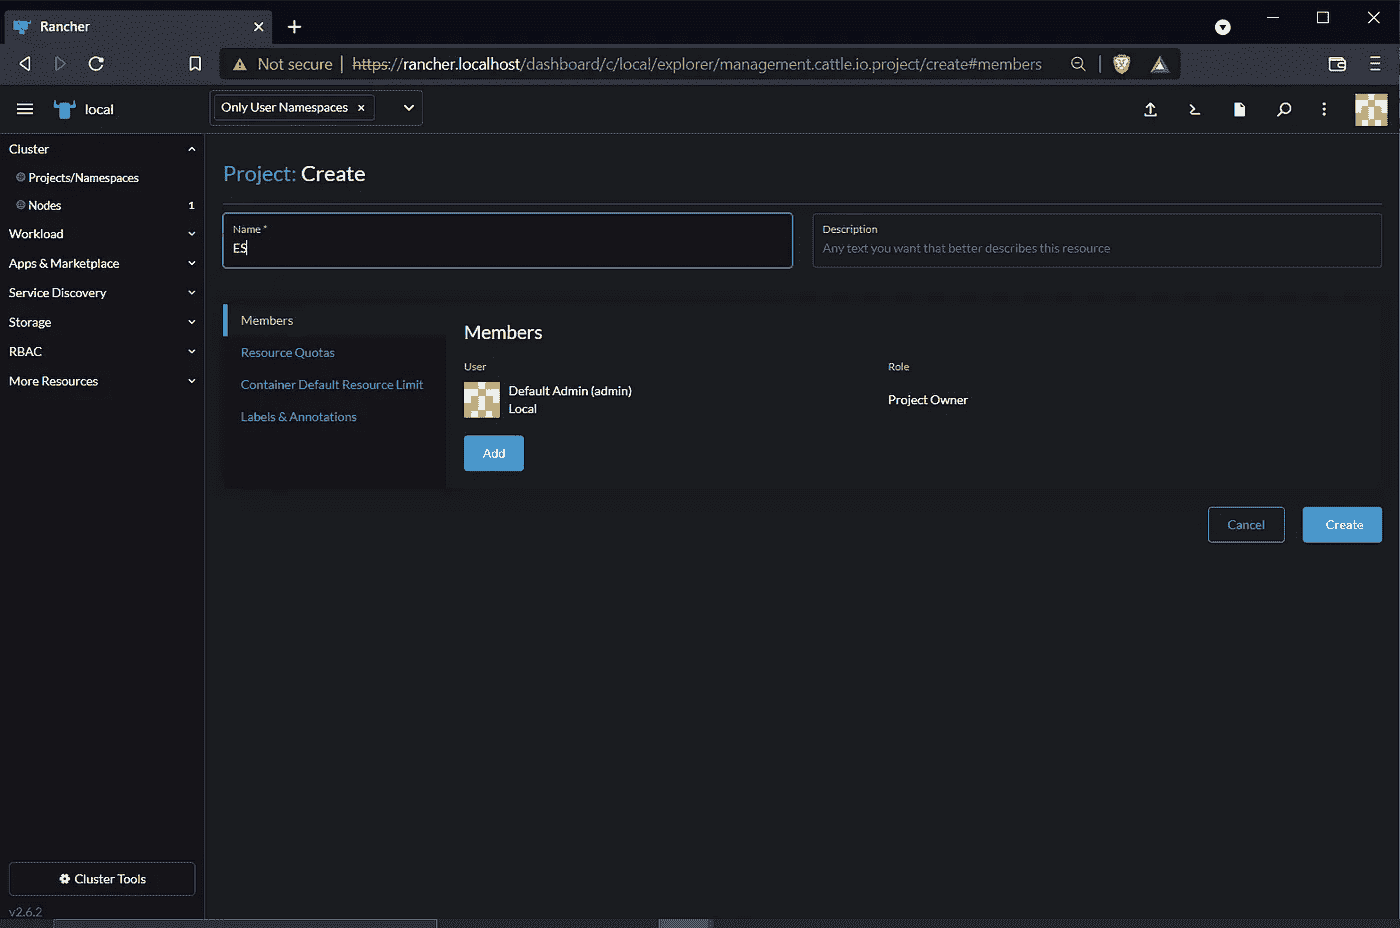 Rancher
Not secure
https://rancher.localhost/dashboard/c/local/explorer/management.cattle.io.project/create#members
local
Only User Namespaces
Cluster
Projects/Namespaces
Nodes 1
Workload
Apps & Marketplace
Service Discovery
Storage
RBAC
More Resources
Cluster Tools
v2.6.2
Project: Create
Name *
ES
Description
Any text you want that better describes this resource
Members
Resource Quotas
Container Default Resource Limit
Labels & Annotations
Members
User
Role
Default Admin (admin)
Local
Project Owner
Add
Cancel
Create